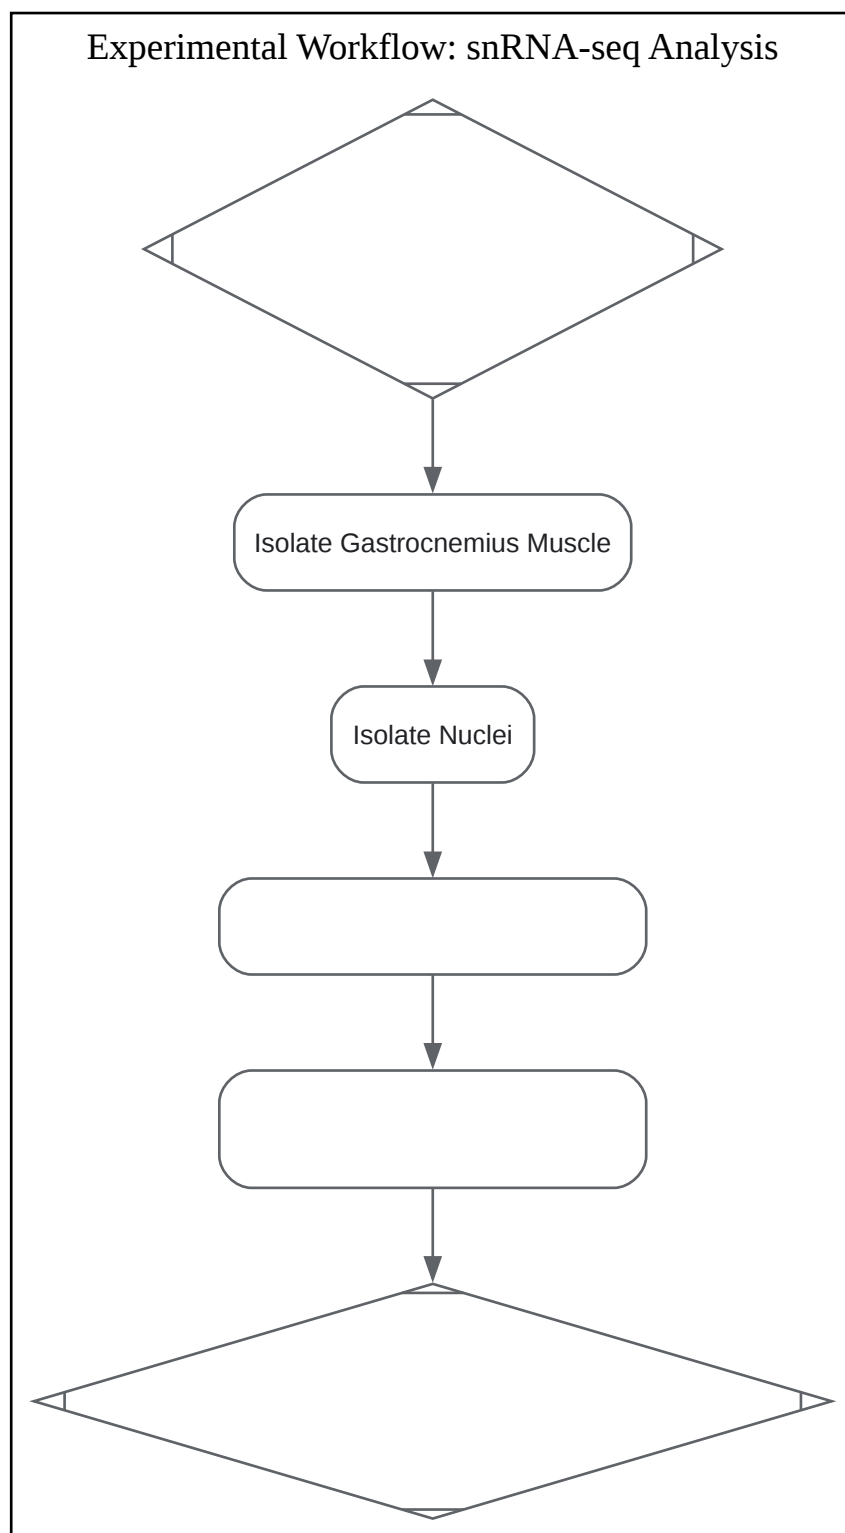 Experimental Workflow: snRNA-seq Analysis
Isolate Gastrocnemius Muscle
Isolate Nuclei